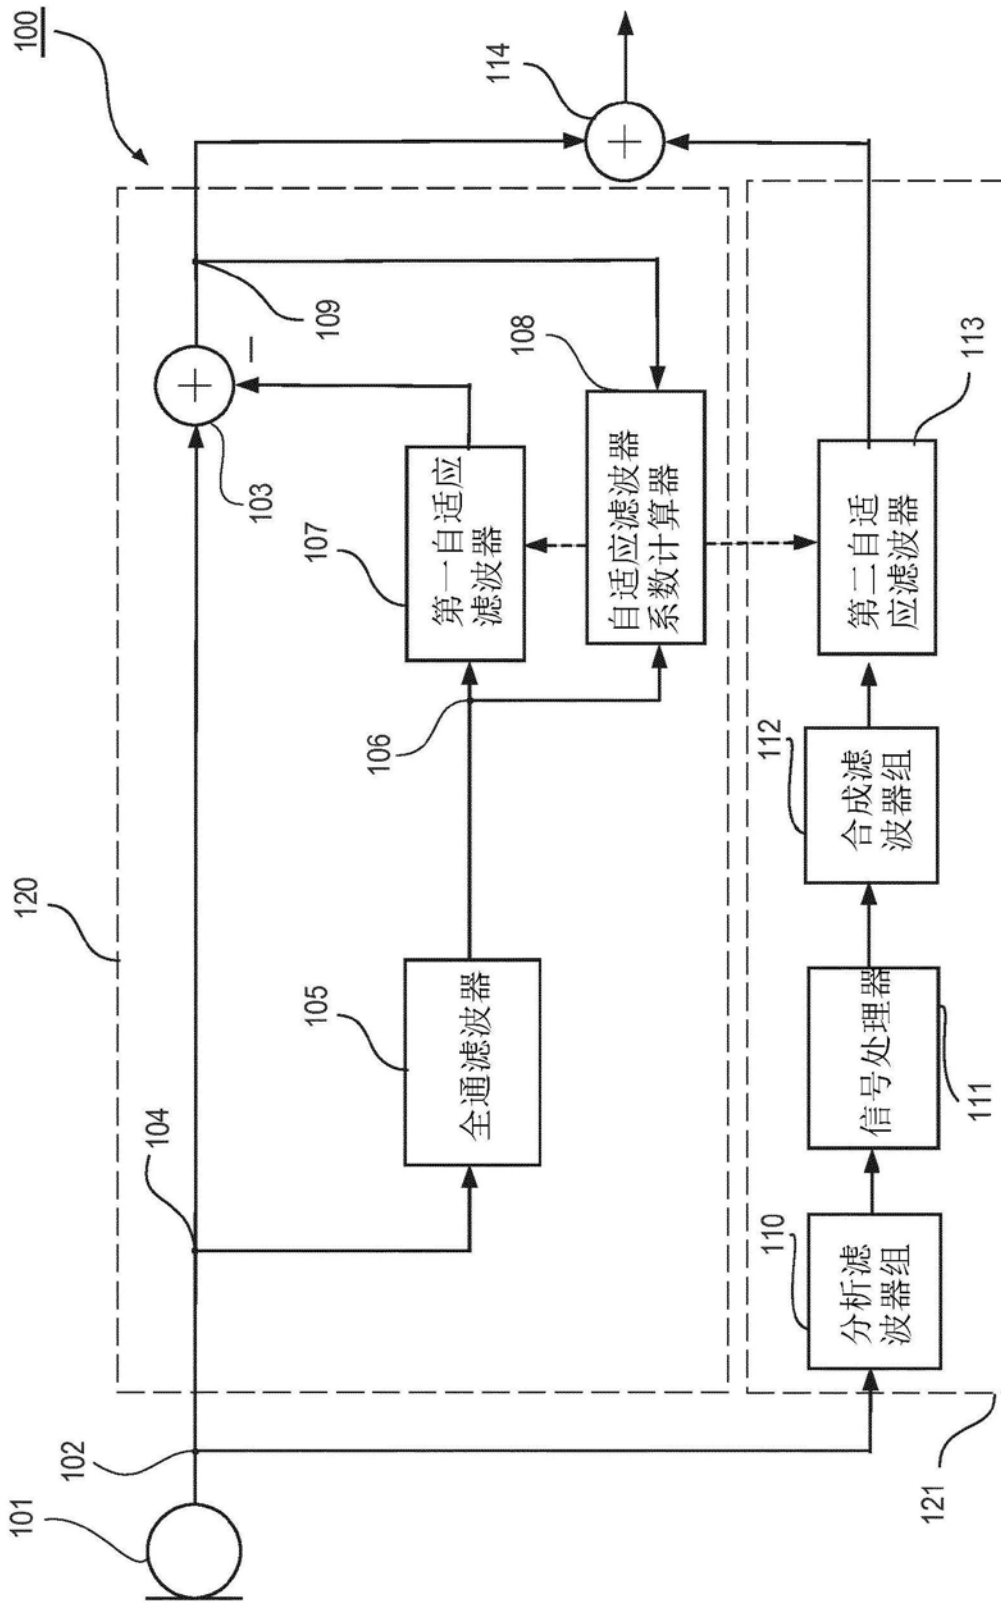 100
101
102
104
120
103
109
114
105
全通滤波器
106
107
第一自适应
滤波器
108
自适应滤波器
系数计算器
110
分析滤
波器组
111
信号处理器
112
合成滤
波器组
113
第二自适
应滤波器
121
+
−
+